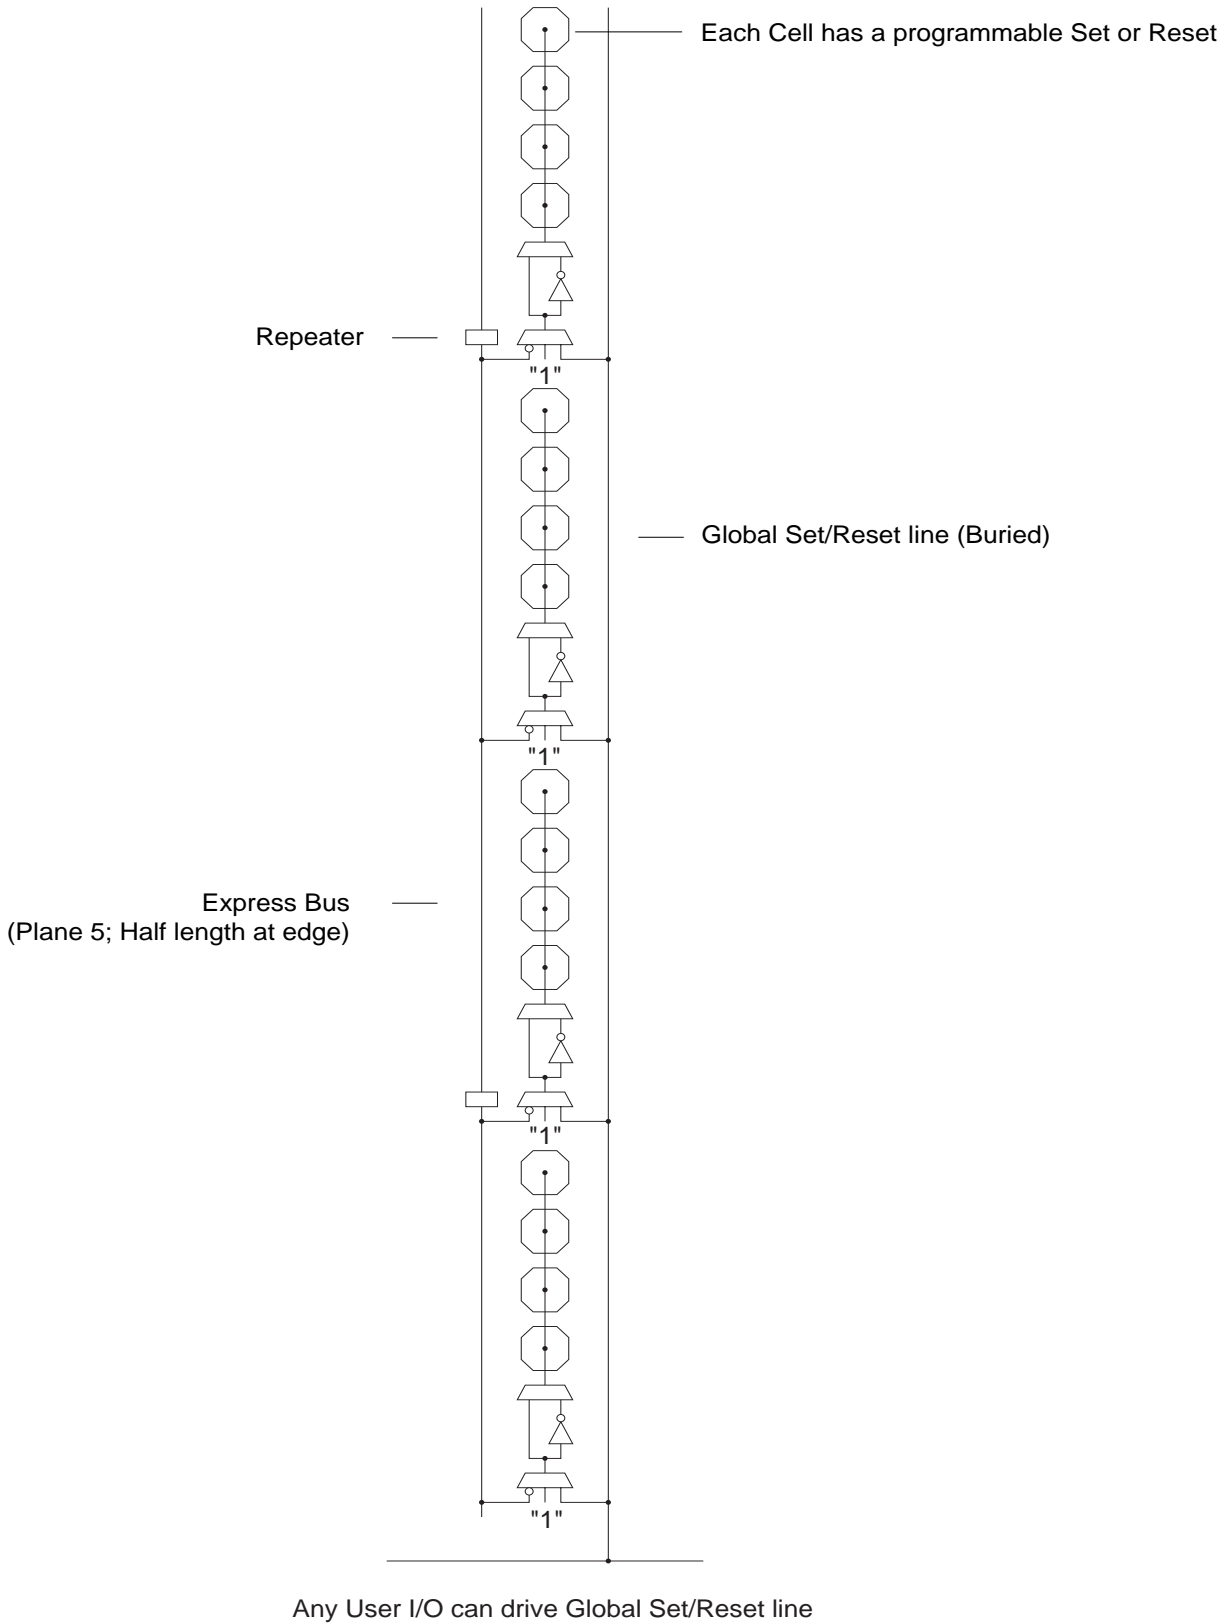 Each Cell has a programmable Set or Reset
Repeater
"1"
Global Set/Reset line (Buried)
"1"
Express Bus
(Plane 5; Half length at edge)
"1"
"1"
Any User I/O can drive Global Set/Reset line